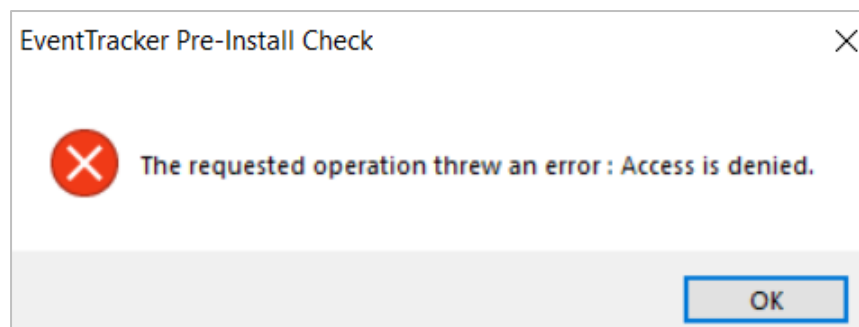 EventTracker Pre-Install Check
The requested operation threw an error : Access is denied.
OK